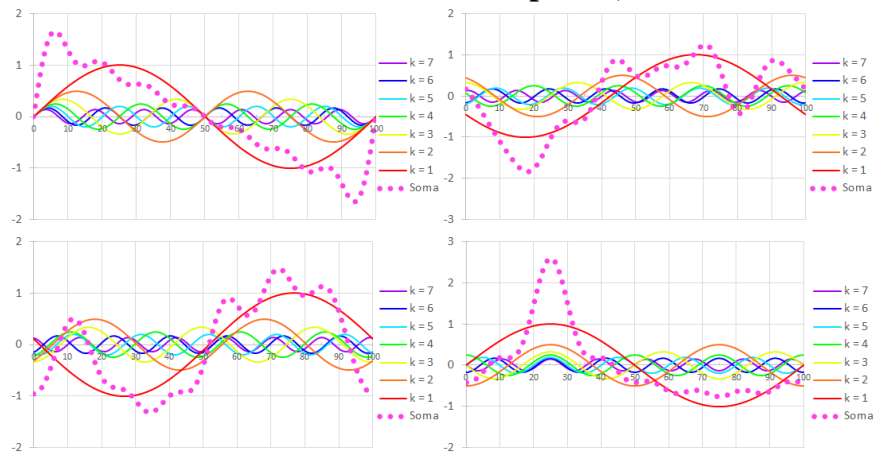 2
1
0
-1
-2
0 10 20 30 40 50 60 70 80 90 100
k = 7
k = 6
k = 5
k = 4
k = 3
k = 2
k = 1
Soma
2
1
0
-1
-2
-3
0 10 20 30 40 50 60 70 80 90 100
k = 7
k = 6
k = 5
k = 4
k = 3
k = 2
k = 1
Soma
2
1
0
-1
-2
0 10 20 30 40 50 60 70 80 90 100
k = 7
k = 6
k = 5
k = 4
k = 3
k = 2
k = 1
Soma
3
2
1
0
-1
-2
0 10 20 30 40 50 60 70 80 90 100
k = 7
k = 6
k = 5
k = 4
k = 3
k = 2
k = 1
Soma